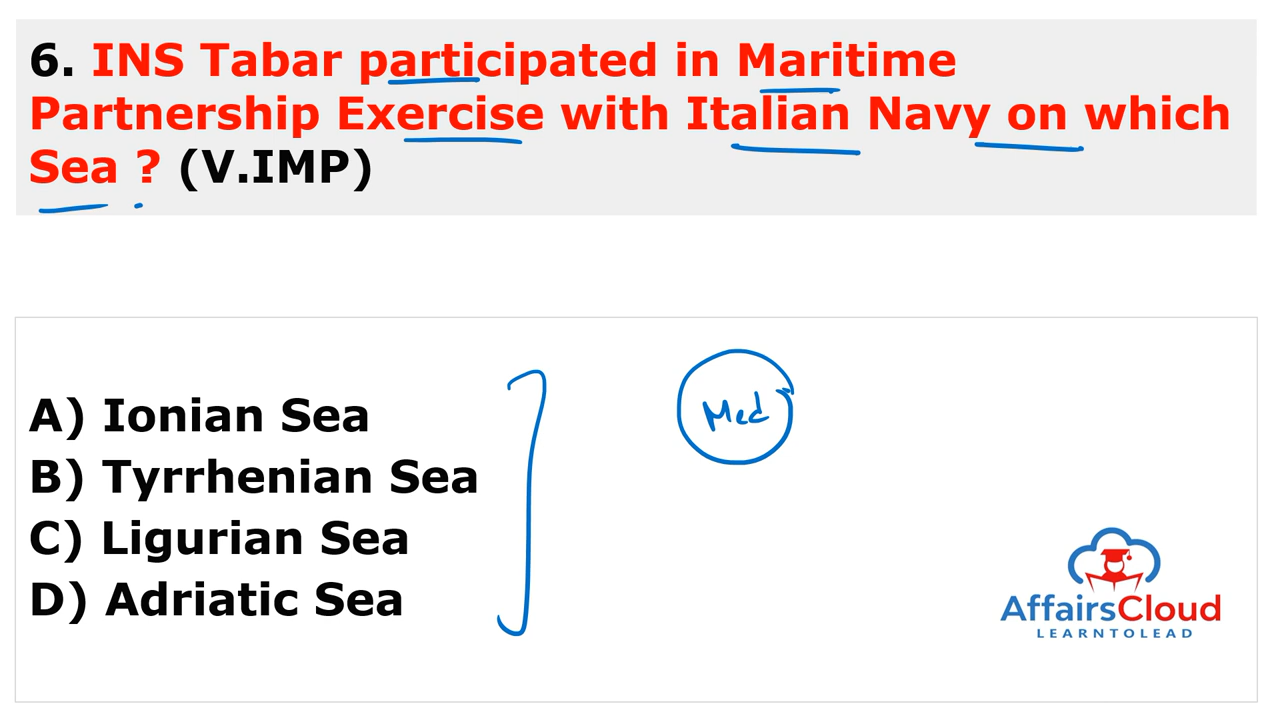 6. INS Tabar participated in Maritime
Partnership Exercise with Italian Navy on which
Sea ? (V.IMP)
Med
A) Ionian Sea
B) Tyrrhenian Sea
C) Ligurian Sea
D) Adriatic Sea
AffairsCloud
LEARNTOLEAD